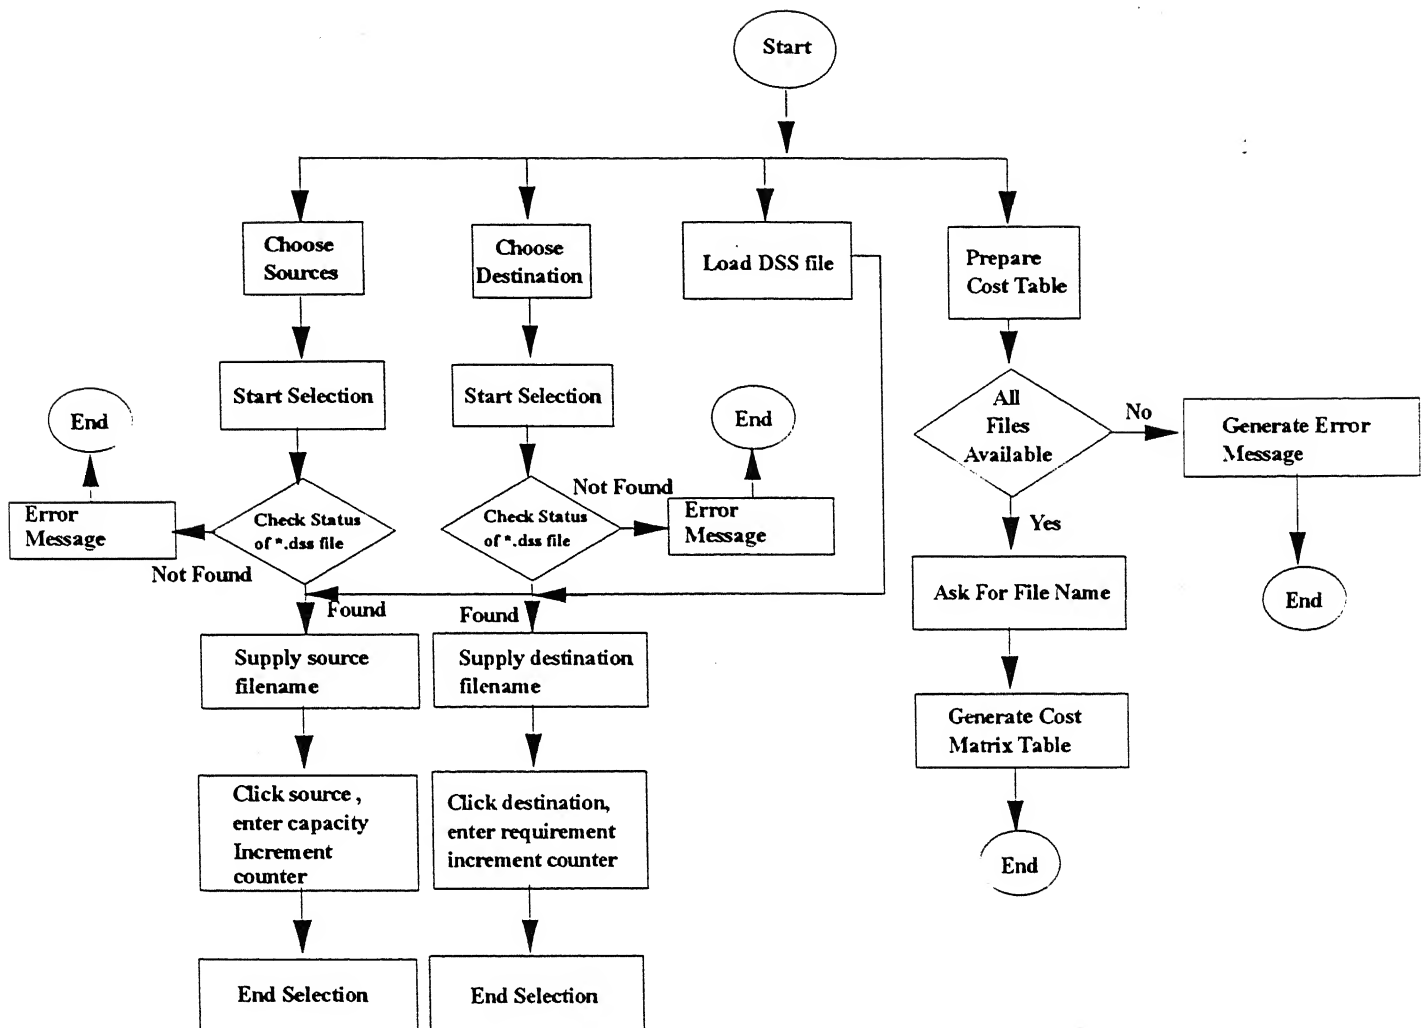 Start
Choose
Sources
Choose
Destination
Load DSS file
Prepare
Cost Table
Start Selection
Start Selection
End
End
All
Files
Available
No
Generate Error
Message
Error
Message
Check Status
of *.dss file
Not Found
Check Status
of *.dss file
Not Found
Error
Message
Yes
Found
Found
Ask For File Name
End
Supply source
filename
Supply destination
filename
Generate Cost
Matrix Table
Click source ,
enter capacity
Increment
counter
Click destination,
enter requirement
increment counter
End
End Selection
End Selection